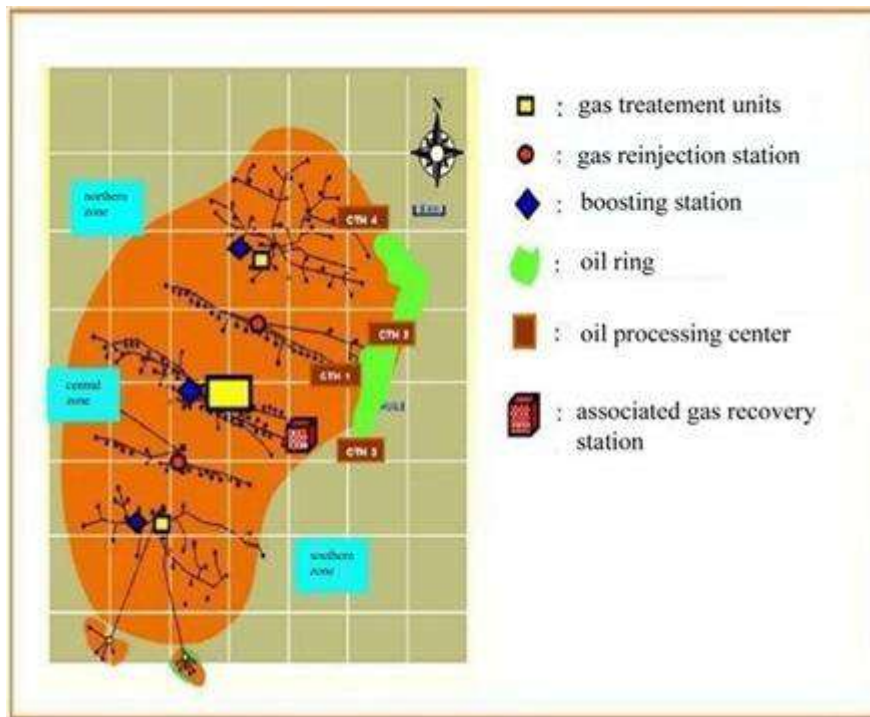 N
northern
zone
CTH 4
CTH 2
CTH 1
central
zone
CTH 3
southern
zone
: gas treatement units
: gas reinjection station
: boosting station
: oil ring
: oil processing center
: associated gas recovery
station